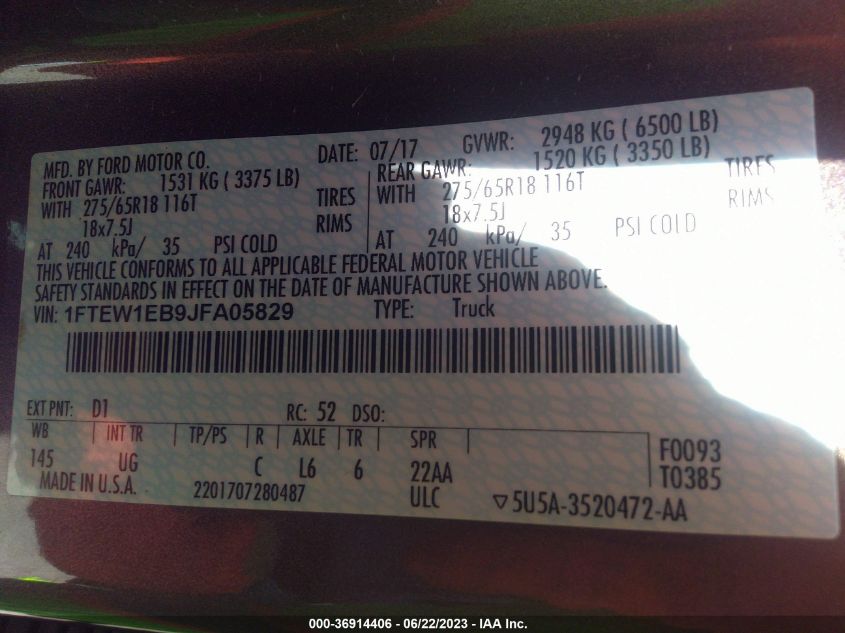 MFD. BY FORD MOTOR CO. DATE: 07/17 GVWR: 2948 KG ( 6500 LB)
FRONT GAWR: 1531 KG ( 3375 LB) REAR GAWR: 1520 KG ( 3350 LB)
WITH 275/65R18 116T TIRES WITH 275/65R18 116T TIRES
18x7.5J RIMS 18x7.5J RIMS
AT 240 kPa/ 35 PSI COLD AT 240 kPa/ 35 PSI COLD
THIS VEHICLE CONFORMS TO ALL APPLICABLE FEDERAL MOTOR VEHICLE
SAFETY STANDARDS IN EFFECT ON THE DATE OF MANUFACTURE SHOWN ABOVE.
VIN: 1FTEW1EB9JFA05829 TYPE: Truck
EXT PNT: D1 RC: 52 DSO:
WB INT TR TP/PS R AXLE TR SPR F0093
145 UG C L6 6 22AA T0385
MADE IN U.S.A. 2201707280487 ULC ▽5U5A-3520472-AA
000-36914406 - 06/22/2023 - IAA Inc.